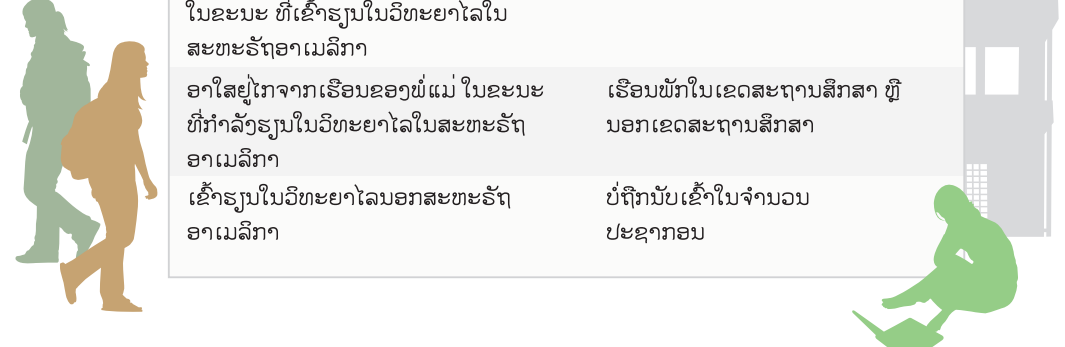 ໃນຂະນະ ທີ່ເຂົ້າຮຽນໃນວິທະຍາໄລໃນ
ສະຫະຣັຖອາເມລິກາ
ອາໃສຢູ່ໄກຈາກເຮືອນຂອງພໍ່ແມ່ ໃນຂະນະ
ທີ່ກຳລັງຮຽນໃນວິທະຍາໄລໃນສະຫະຣັຖ
ອາເມລິກາ
ເຮືອນພັກໃນເຂດສະຖານສຶກສາ ຫຼື
ນອກເຂດສະຖານສຶກສາ
ເຂົ້າຮຽນໃນວິທະຍາໄລນອກສະຫະຣັຖ
ອາເມລິກາ
ບໍ່ຖືກນັບເຂົ້າໃນຈຳນວນ
ປະຊາກອນ